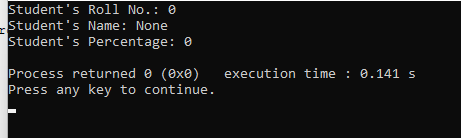 Student's Roll No.: 0
Student's Name: None
Student's Percentage: 0
Process returned 0 (0x0)   execution time : 0.141 s
Press any key to continue.